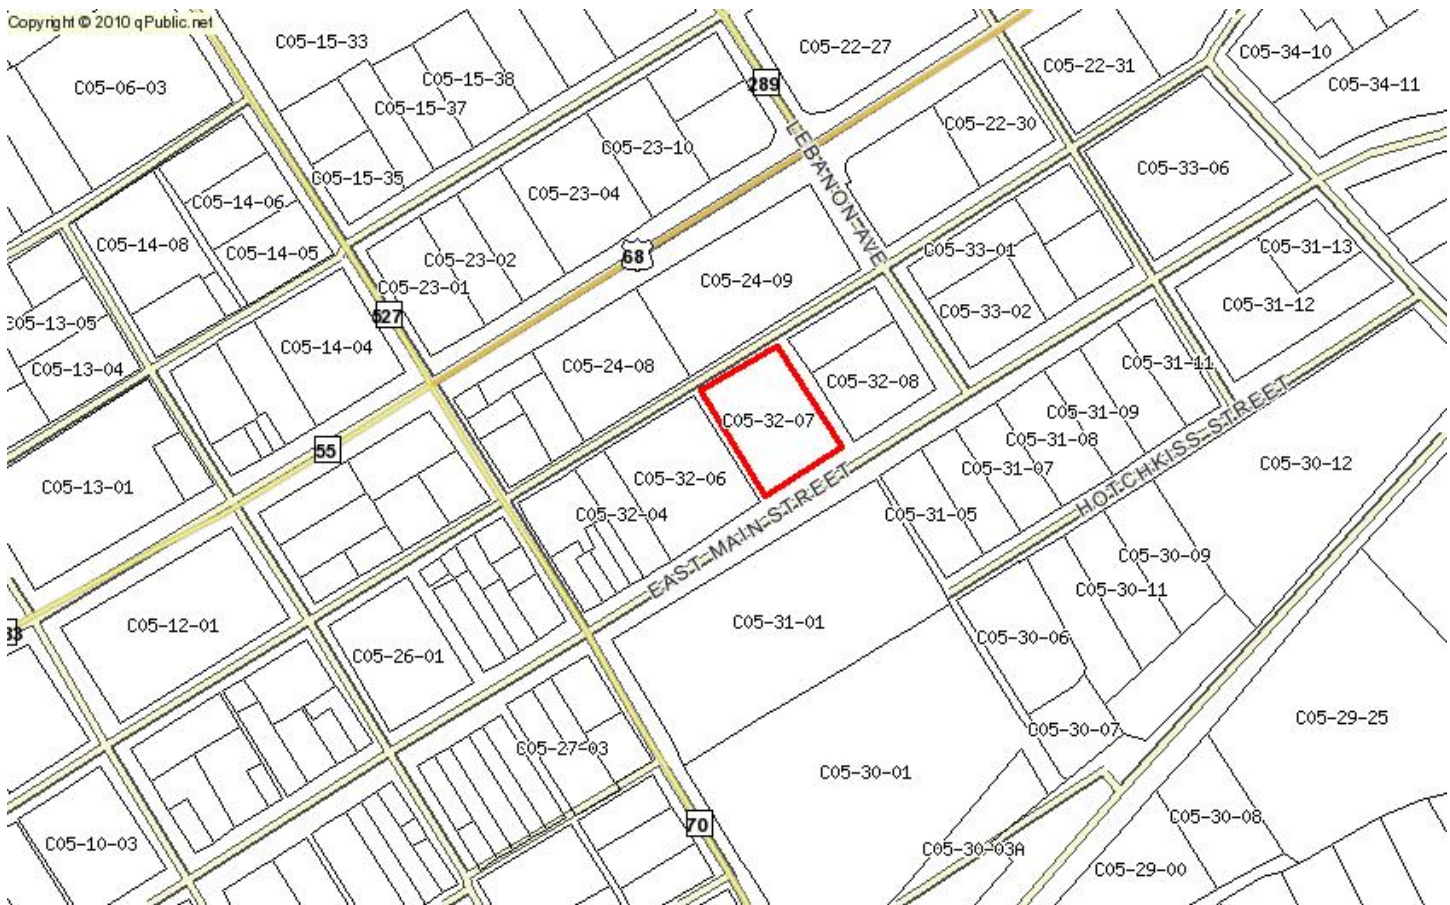 Copyright © 2010 qPublic.net
C05-15-33
C05-22-27
C05-34-10
C05-22-31
C05-15-38
C05-06-03
289
C05-34-11
C05-15-37
C05-22-30
C05-23-10
C05-33-06
C05-15-35
C05-23-04
C05-14-06
LEBANON AVE
C05-14-08
C05-14-05
C05-33-01
C05-31-13
68
C05-23-02
C05-24-09
C05-23-01
C05-31-12
C05-33-02
527
C05-13-05
C05-14-04
C05-24-08
C05-31-11
C05-13-04
C05-32-08
C05-31-09
C05-32-07
C05-31-08
55
C05-30-12
C05-31-07
C05-32-06
HOTCHKISS STREET
C05-13-01
C05-32-04
C05-31-05
EAST MAIN STREET
C05-30-09
C05-30-11
C05-31-01
C05-12-01
C05-30-06
C05-26-01
C05-29-25
C05-30-07
C05-27-03
C05-30-01
C05-30-08
70
C05-10-03
C05-30-03A
C05-29-00